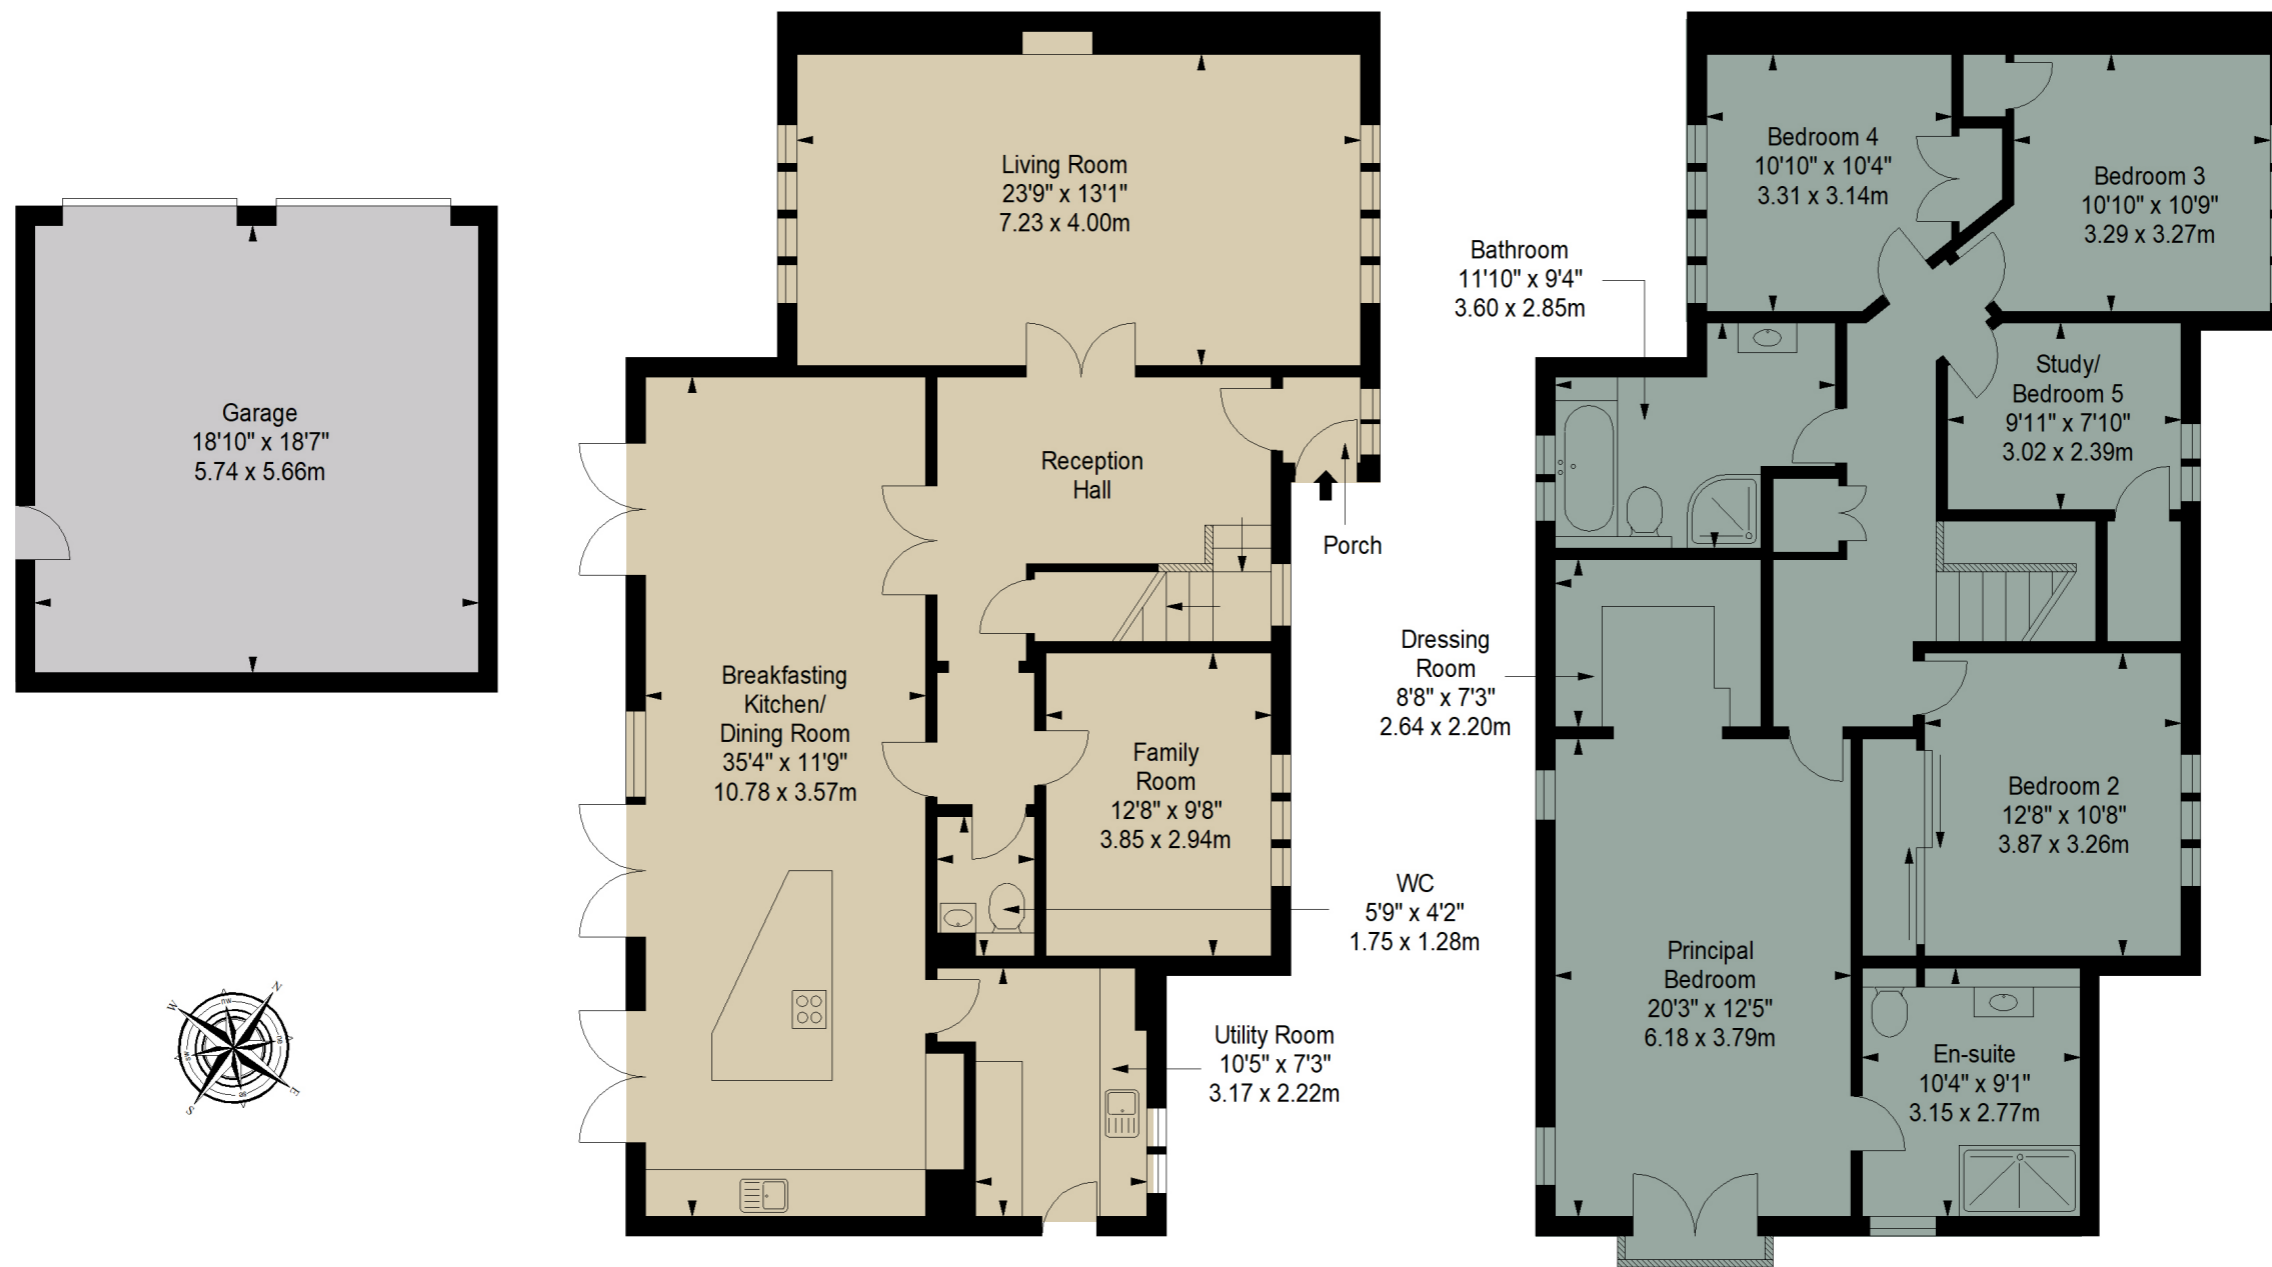 Garage
18'10" x 18'7"
5.74 x 5.66m
Living Room
23'9" x 13'1"
7.23 x 4.00m
Reception
Hall
Porch
Breakfasting
Kitchen/
Dining Room
35'4" x 11'9"
10.78 x 3.57m
Family
Room
12'8" x 9'8"
3.85 x 2.94m
WC
5'9" x 4'2"
1.75 x 1.28m
Utility Room
10'5" x 7'3"
3.17 x 2.22m
Bedroom 4
10'10" x 10'4"
3.31 x 3.14m
Bedroom 3
10'10" x 10'9"
3.29 x 3.27m
Bathroom
11'10" x 9'4"
3.60 x 2.85m
Study/
Bedroom 5
9'11" x 7'10"
3.02 x 2.39m
Dressing
Room
8'8" x 7'3"
2.64 x 2.20m
Bedroom 2
12'8" x 10'8"
3.87 x 3.26m
Principal
Bedroom
20'3" x 12'5"
6.18 x 3.79m
En-suite
10'4" x 9'1"
3.15 x 2.77m
N
W
E
S